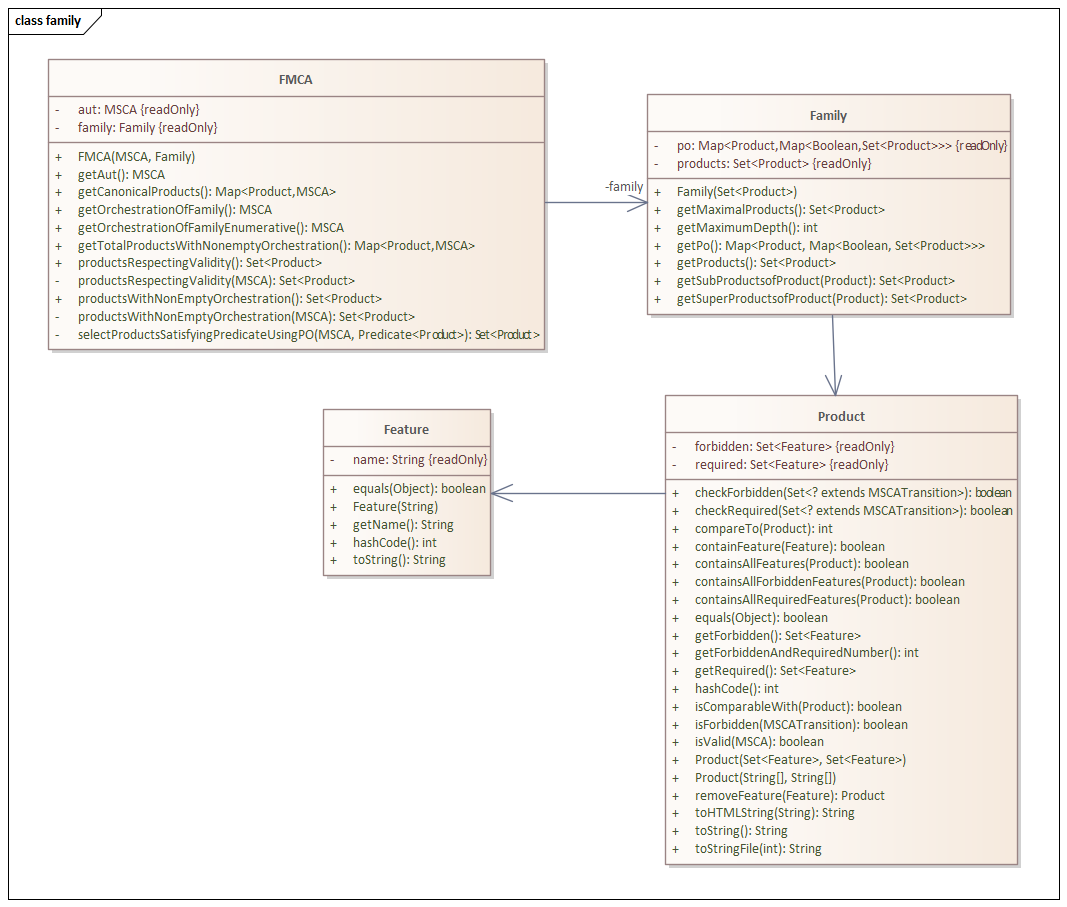 class family
FMCA
- aut: MSCA {readOnly}
- family: Family {readOnly}
+ FMCA(MSCA, Family)
+ getAut(): MSCA
+ getCanonicalProducts(): Map<Product,MSCA>
+ getOrchestrationOfFamily(): MSCA
+ getOrchestrationOfFamilyEnumerative(): MSCA
+ getTotalProductsWithNonemptyOrchestration(): Map<Product,MSCA>
+ productsRespectingValidity(): Set<Product>
- productsRespectingValidity(MSCA): Set<Product>
+ productsWithNonEmptyOrchestration(): Set<Product>
- productsWithNonEmptyOrchestration(MSCA): Set<Product>
- selectProductsSatisfyingPredicateUsingPO(MSCA, Predicate<Product>): Set<Product>
-family
Family
- po: Map<Product,Map<Boolean,Set<Product>>> {readOnly}
- products: Set<Product> {readOnly}
+ Family(Set<Product>)
+ getMaximalProducts(): Set<Product>
+ getMaximumDepth(): int
+ getPo(): Map<Product, Map<Boolean, Set<Product>>>
+ getProducts(): Set<Product>
+ getSubProductsofProduct(Product): Set<Product>
+ getSuperProductsofProduct(Product): Set<Product>
Feature
- name: String {readOnly}
+ equals(Object): boolean
+ Feature(String)
+ getName(): String
+ hashCode(): int
+ toString(): String
Product
- forbidden: Set<Feature> {readOnly}
- required: Set<Feature> {readOnly}
+ checkForbidden(Set<? extends MSCATransition>): boolean
+ checkRequired(Set<? extends MSCATransition>): boolean
+ compareTo(Product): int
+ containFeature(Feature): boolean
+ containsAllFeatures(Product): boolean
+ containsAllForbiddenFeatures(Product): boolean
+ containsAllRequiredFeatures(Product): boolean
+ equals(Object): boolean
+ getForbidden(): Set<Feature>
+ getForbiddenAndRequiredNumber(): int
+ getRequired(): Set<Feature>
+ hashCode(): int
+ isComparableWith(Product): boolean
+ isForbidden(MSCATransition): boolean
+ isValid(MSCA): boolean
+ Product(Set<Feature>, Set<Feature>)
+ Product(String[], String[])
+ removeFeature(Feature): Product
+ toHTMLString(String): String
+ toString(): String
+ toStringFile(int): String